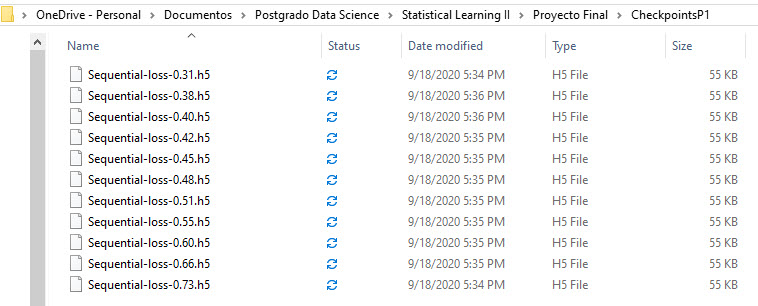 OneDrive - Personal > Documentos > Postgrado Data Science > Statistical Learning II > Proyecto Final > CheckpointsP1
Name Status Date modified Type Size
Sequential-loss-0.31.h5 9/18/2020 5:34 PM H5 File 55 KB
Sequential-loss-0.38.h5 9/18/2020 5:36 PM H5 File 55 KB
Sequential-loss-0.40.h5 9/18/2020 5:36 PM H5 File 55 KB
Sequential-loss-0.42.h5 9/18/2020 5:35 PM H5 File 55 KB
Sequential-loss-0.45.h5 9/18/2020 5:35 PM H5 File 55 KB
Sequential-loss-0.48.h5 9/18/2020 5:35 PM H5 File 55 KB
Sequential-loss-0.51.h5 9/18/2020 5:35 PM H5 File 55 KB
Sequential-loss-0.55.h5 9/18/2020 5:35 PM H5 File 55 KB
Sequential-loss-0.60.h5 9/18/2020 5:35 PM H5 File 55 KB
Sequential-loss-0.66.h5 9/18/2020 5:35 PM H5 File 55 KB
Sequential-loss-0.73.h5 9/18/2020 5:34 PM H5 File 55 KB